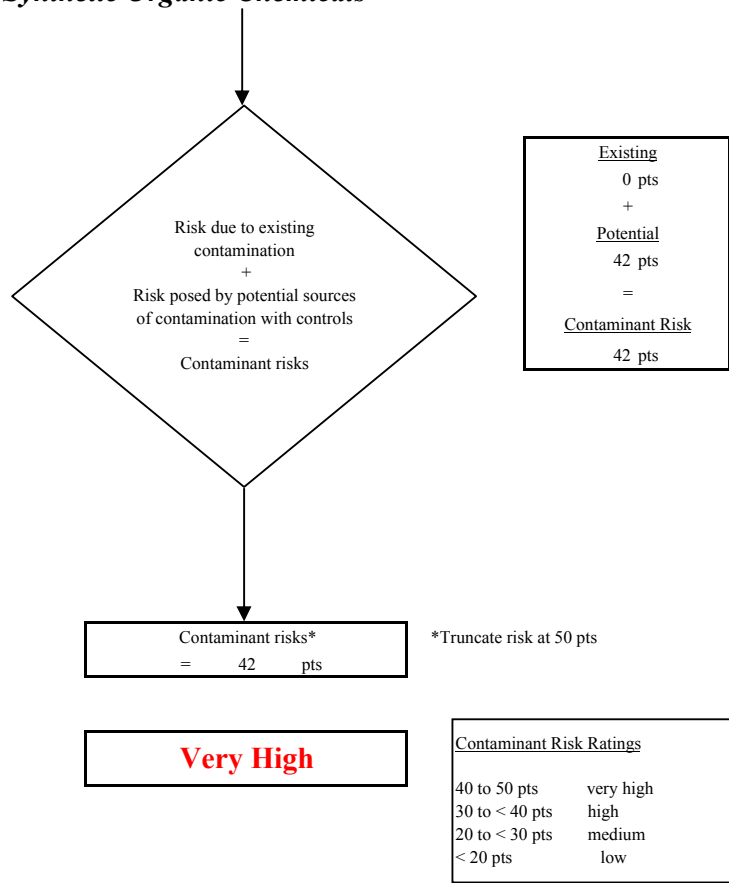 Synthetic Organic Chemicals
Risk due to existing
contamination
+
Risk posed by potential sources
of contamination with controls
=
Contaminant risks
Existing
0 pts
+
Potential
42 pts
=
Contaminant Risk
42 pts
Contaminant risks*
= 42 pts
*Truncate risk at 50 pts
Very High
Contaminant Risk Ratings
40 to 50 pts very high
30 to < 40 pts high
20 to < 30 pts medium
< 20 pts low